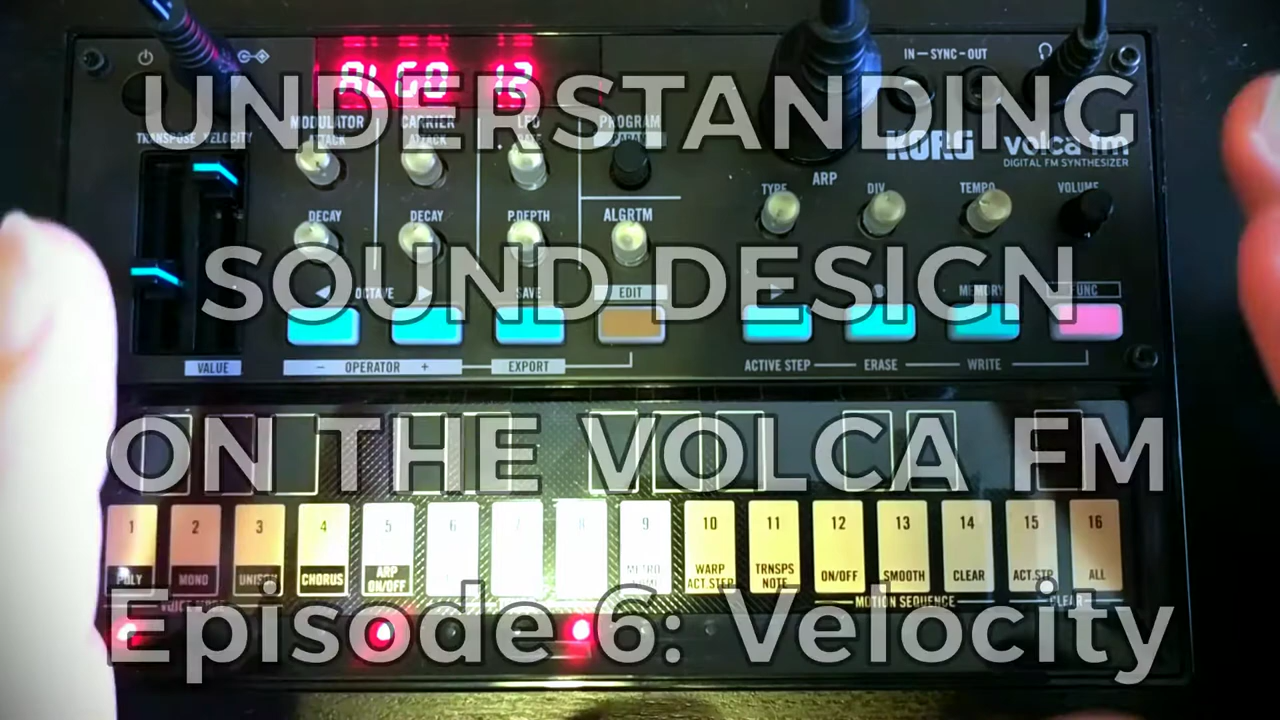 UNDERSTANDING
SOUND DESIGN
ON THE VOLCA FM
Episode 6: Velocity
ALGO 12
IN SYNC OUT
TRANSPOSE VELOCITY
MODULATOR CARRIER LFO PROGRAM
ATTACK ATTACK RATE
KORG volca fm
DIGITAL FM SYNTHESIZER
ARP
TYPE DIV TEMPO VOLUME
DECAY DECAY P.DEPTH ALGRTM
OCTAVE SAVE EDIT MEMORY FUNC
VALUE - OPERATOR + EXPORT ACTIVE STEP ERASE WRITE
1 2 3 4 5 6 7 8 9 10 11 12 13 14 15 16
POLY MONO UNISON CHORUS ARP ON/OFF METRO WARP ACT.STEP TRNSPS NOTE ON/OFF SMOOTH CLEAR ACT.STP ALL
MOTION SEQUENCE CLEAR